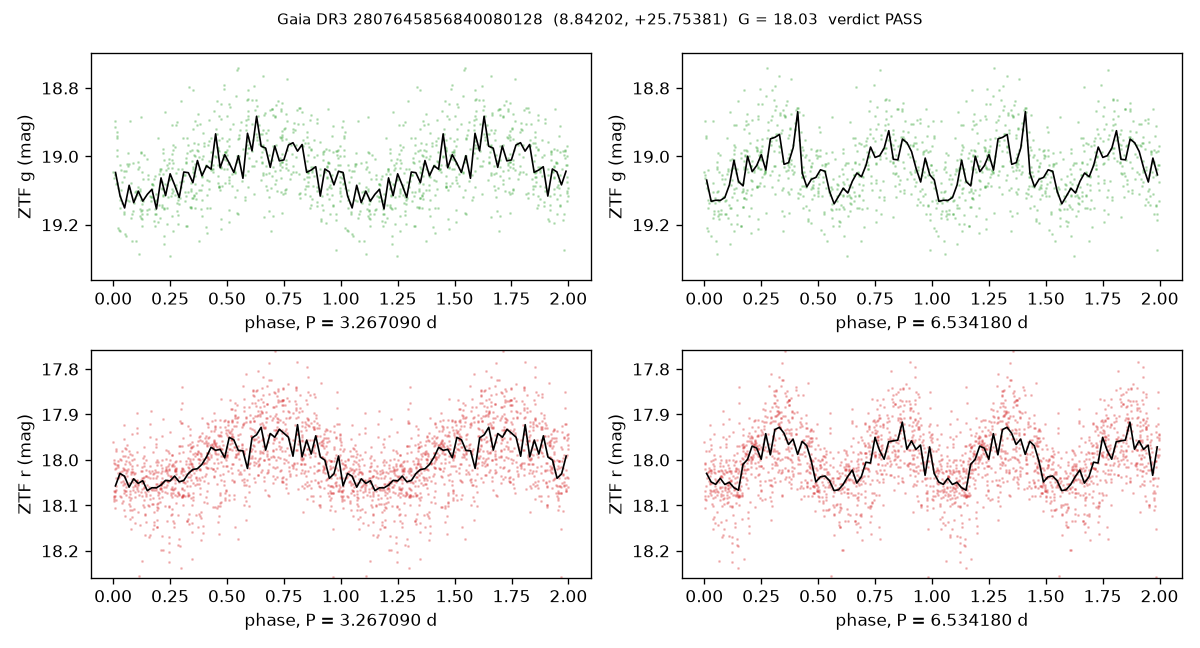 Gaia DR3 2807645856840080128 (8.84202, +25.75381) G = 18.03 verdict PASS
ZTF g (mag)
18.8
19.0
19.2
0.00 0.25 0.50 0.75 1.00 1.25 1.50 1.75 2.00
phase, P = 3.267090 d
ZTF g (mag)
18.8
19.0
19.2
0.00 0.25 0.50 0.75 1.00 1.25 1.50 1.75 2.00
phase, P = 6.534180 d
ZTF r (mag)
17.8
17.9
18.0
18.1
18.2
0.00 0.25 0.50 0.75 1.00 1.25 1.50 1.75 2.00
phase, P = 3.267090 d
ZTF r (mag)
17.8
17.9
18.0
18.1
18.2
0.00 0.25 0.50 0.75 1.00 1.25 1.50 1.75 2.00
phase, P = 6.534180 d